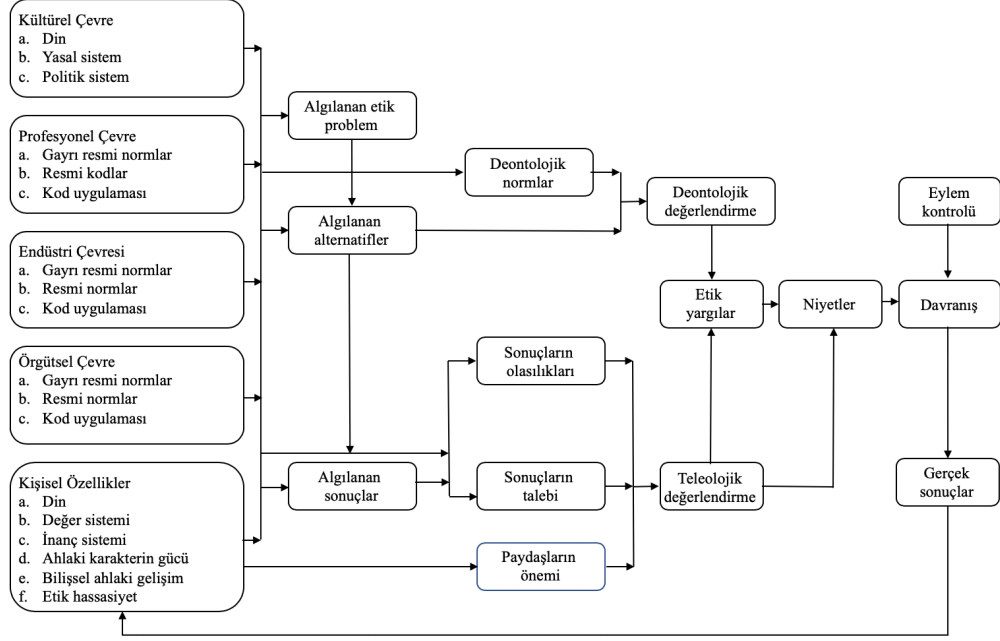 Kültürel Çevre
a. Din
b. Yasal sistem
c. Politik sistem
Profesyonel Çevre
a. Gayrı resmi normlar
b. Resmi kodlar
c. Kod uygulaması
Endüstri Çevresi
a. Gayrı resmi normlar
b. Resmi normlar
c. Kod uygulaması
Örgütsel Çevre
a. Gayrı resmi normlar
b. Resmi normlar
c. Kod uygulaması
Kişisel Özellikler
a. Din
b. Değer sistemi
c. İnanç sistemi
d. Ahlaki karakterin gücü
e. Bilişsel ahlaki gelişim
f. Etik hassasiyet
Algılanan etik
problem
Algılanan
alternatifler
Algılanan
sonuçlar
Deontolojik
normlar
Sonuçların
olasılıkları
Sonuçların
talebi
Paydaşların
önemi
Deontolojik
değerlendirme
Etik
yargılar
Teleolojik
değerlendirme
Niyetler
Eylem
kontrolü
Davranış
Gerçek
sonuçlar